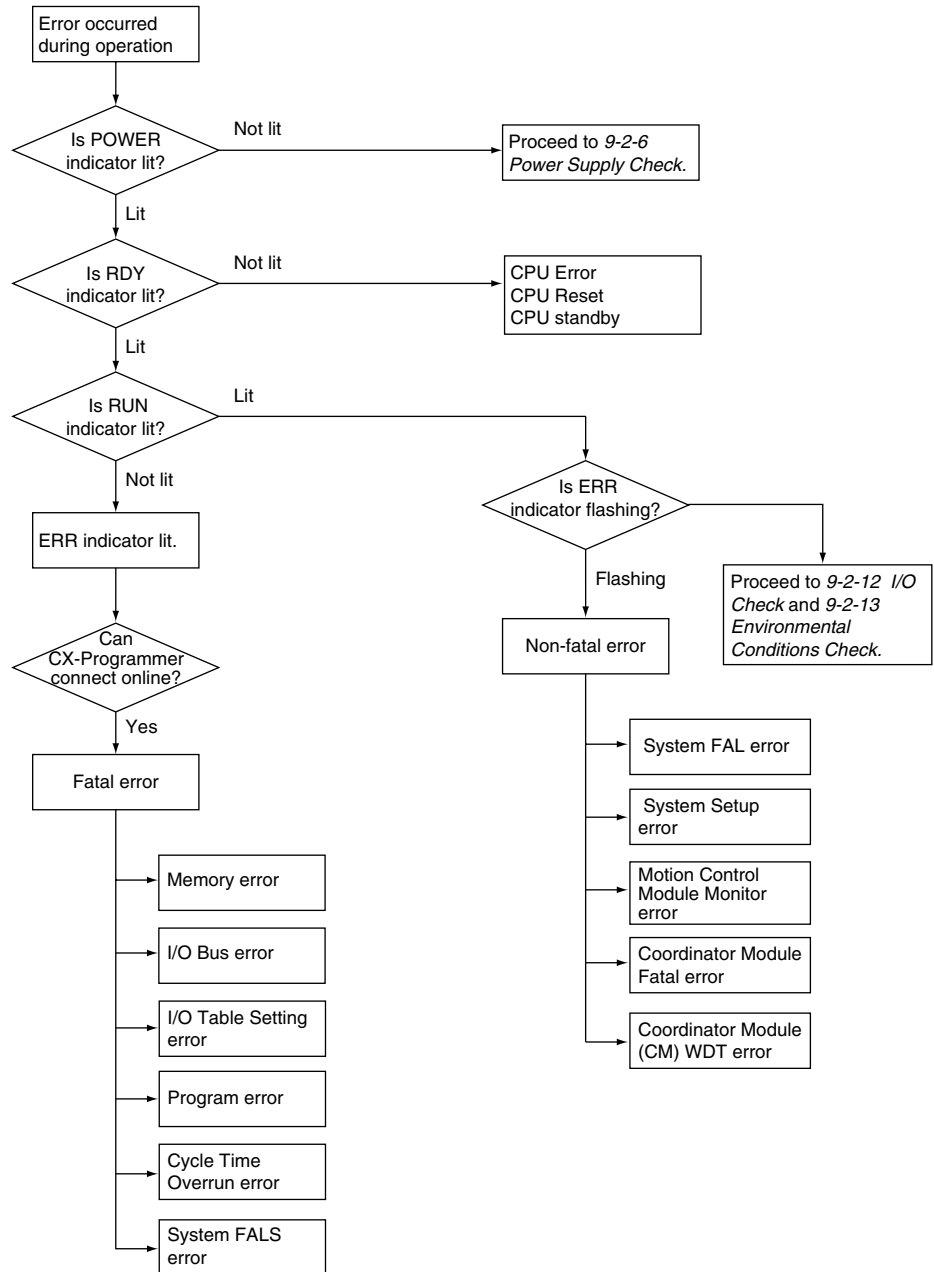 Error occurred
during operation
Is POWER
indicator lit?
Not lit
Proceed to 9-2-6
Power Supply Check.
Lit
Is RDY
indicator lit?
Not lit
CPU Error
CPU Reset
CPU standby
Lit
Is RUN
indicator lit?
Lit
Not lit
Is ERR
indicator flashing?
ERR indicator lit.
Flashing
Proceed to 9-2-12 I/O
Check and 9-2-13
Environmental
Conditions Check.
Can
CX-Programmer
connect online?
Non-fatal error
Yes
Fatal error
System FAL error
System Setup
error
Motion Control
Module Monitor
error
Coordinator Module
Fatal error
Coordinator Module
(CM) WDT error
Memory error
I/O Bus error
I/O Table Setting
error
Program error
Cycle Time
Overrun error
System FALS
error